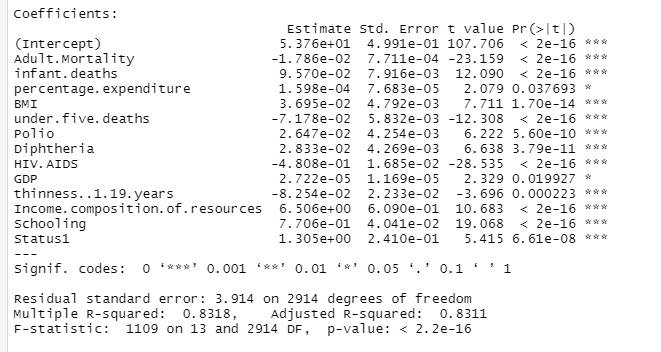 Coefficients:
Estimate Std. Error t value Pr(>|t|)
(Intercept) 5.376e+01 4.991e-01 107.706 < 2e-16 ***
Adult.Mortality -1.786e-02 7.711e-04 -23.159 < 2e-16 ***
infant.deaths 9.570e-02 7.916e-03 12.090 < 2e-16 ***
percentage.expenditure 1.598e-04 7.683e-05 2.079 0.037693 *
BMI 3.695e-02 4.792e-03 7.711 1.70e-14 ***
under.five.deaths -7.178e-02 5.832e-03 -12.308 < 2e-16 ***
Polio 2.647e-02 4.254e-03 6.222 5.60e-10 ***
Diphtheria 2.833e-02 4.269e-03 6.638 3.79e-11 ***
HIV.AIDS -4.808e-01 1.685e-02 -28.535 < 2e-16 ***
GDP 2.722e-05 1.169e-05 2.329 0.019927 *
thinness..1.19.years -8.254e-02 2.233e-02 -3.696 0.000223 ***
Income.composition.of.resources 6.506e+00 6.090e-01 10.683 < 2e-16 ***
Schooling 7.706e-01 4.041e-02 19.068 < 2e-16 ***
Status1 1.305e+00 2.410e-01 5.415 6.61e-08 ***
---
Signif. codes: 0 ‘***’ 0.001 ‘**’ 0.01 ‘*’ 0.05 ‘.’ 0.1 ‘ ’ 1
Residual standard error: 3.914 on 2914 degrees of freedom
Multiple R-squared: 0.8318, Adjusted R-squared: 0.8311
F-statistic: 1109 on 13 and 2914 DF, p-value: < 2.2e-16